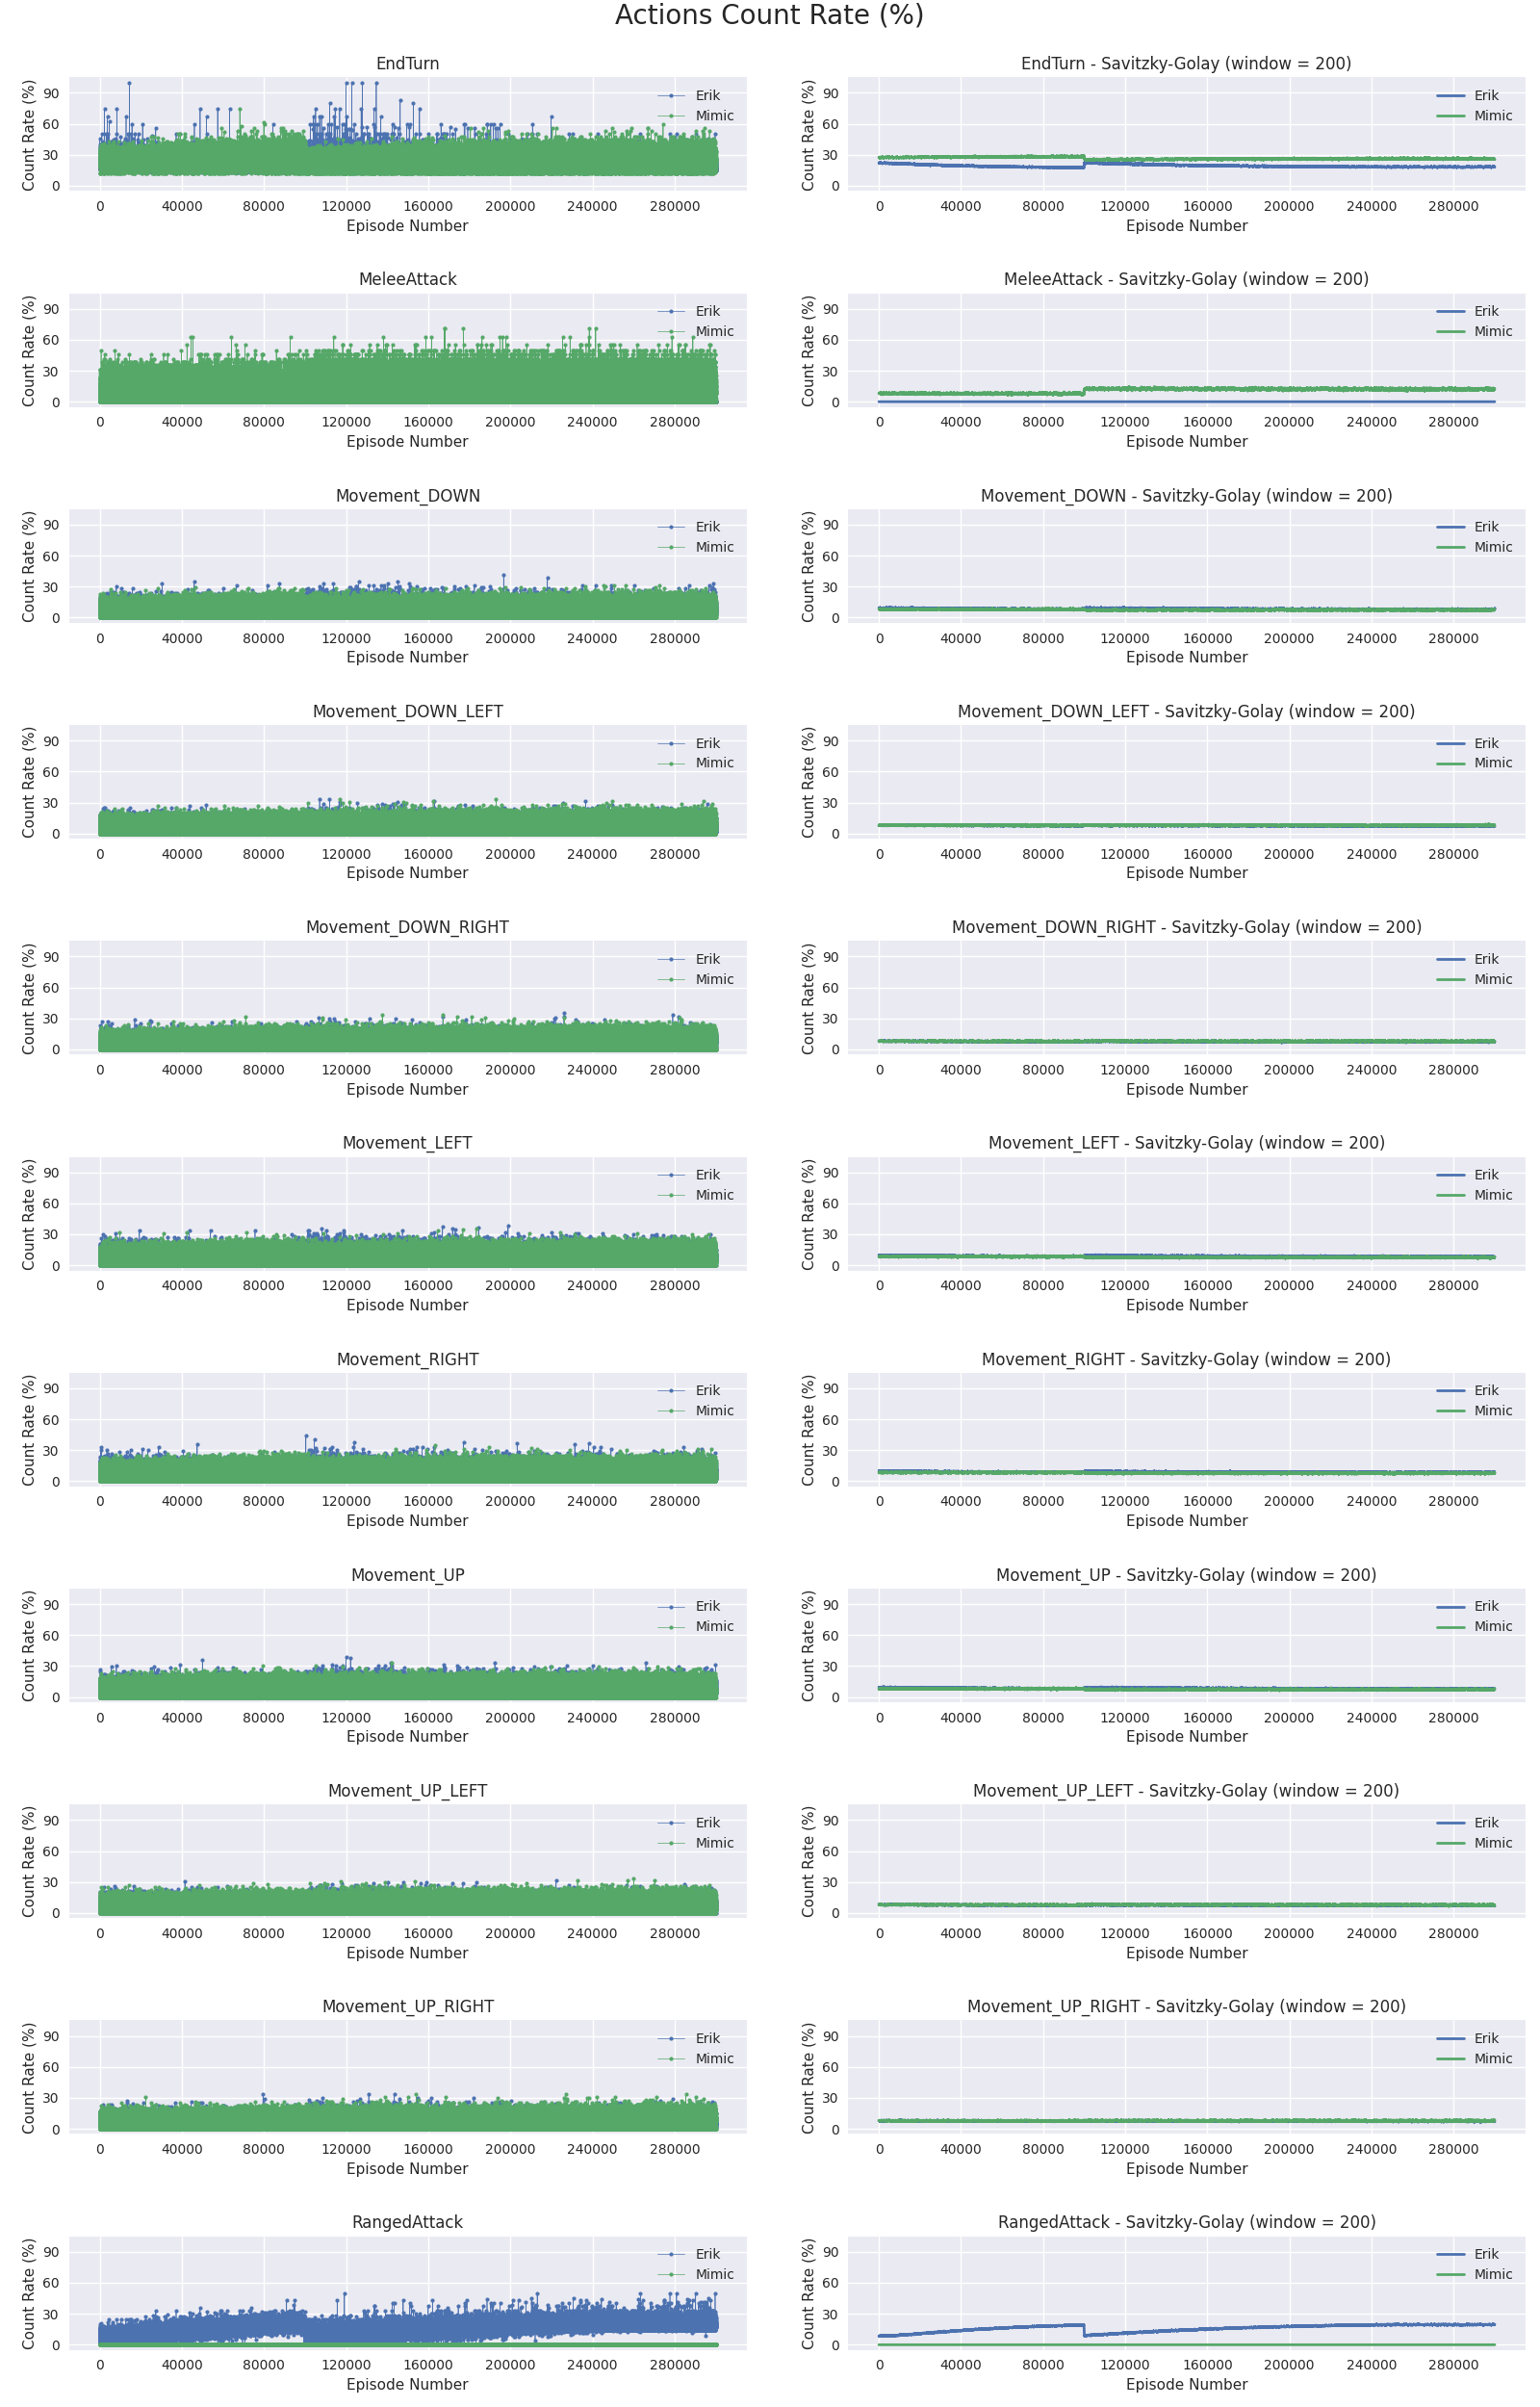 Actions Count Rate (%)
EndTurn
Count Rate (%)
90
60
30
0
Erik
Mimic
0 40000 80000 120000 160000 200000 240000 280000
Episode Number
EndTurn - Savitzky-Golay (window = 200)
Count Rate (%)
90
60
30
0
Erik
Mimic
0 40000 80000 120000 160000 200000 240000 280000
Episode Number
MeleeAttack
Count Rate (%)
90
60
30
0
Erik
Mimic
0 40000 80000 120000 160000 200000 240000 280000
Episode Number
MeleeAttack - Savitzky-Golay (window = 200)
Count Rate (%)
90
60
30
0
Erik
Mimic
0 40000 80000 120000 160000 200000 240000 280000
Episode Number
Movement_DOWN
Count Rate (%)
90
60
30
0
Erik
Mimic
0 40000 80000 120000 160000 200000 240000 280000
Episode Number
Movement_DOWN - Savitzky-Golay (window = 200)
Count Rate (%)
90
60
30
0
Erik
Mimic
0 40000 80000 120000 160000 200000 240000 280000
Episode Number
Movement_DOWN_LEFT
Count Rate (%)
90
60
30
0
Erik
Mimic
0 40000 80000 120000 160000 200000 240000 280000
Episode Number
Movement_DOWN_LEFT - Savitzky-Golay (window = 200)
Count Rate (%)
90
60
30
0
Erik
Mimic
0 40000 80000 120000 160000 200000 240000 280000
Episode Number
Movement_DOWN_RIGHT
Count Rate (%)
90
60
30
0
Erik
Mimic
0 40000 80000 120000 160000 200000 240000 280000
Episode Number
Movement_DOWN_RIGHT - Savitzky-Golay (window = 200)
Count Rate (%)
90
60
30
0
Erik
Mimic
0 40000 80000 120000 160000 200000 240000 280000
Episode Number
Movement_LEFT
Count Rate (%)
90
60
30
0
Erik
Mimic
0 40000 80000 120000 160000 200000 240000 280000
Episode Number
Movement_LEFT - Savitzky-Golay (window = 200)
Count Rate (%)
90
60
30
0
Erik
Mimic
0 40000 80000 120000 160000 200000 240000 280000
Episode Number
Movement_RIGHT
Count Rate (%)
90
60
30
0
Erik
Mimic
0 40000 80000 120000 160000 200000 240000 280000
Episode Number
Movement_RIGHT - Savitzky-Golay (window = 200)
Count Rate (%)
90
60
30
0
Erik
Mimic
0 40000 80000 120000 160000 200000 240000 280000
Episode Number
Movement_UP
Count Rate (%)
90
60
30
0
Erik
Mimic
0 40000 80000 120000 160000 200000 240000 280000
Episode Number
Movement_UP - Savitzky-Golay (window = 200)
Count Rate (%)
90
60
30
0
Erik
Mimic
0 40000 80000 120000 160000 200000 240000 280000
Episode Number
Movement_UP_LEFT
Count Rate (%)
90
60
30
0
Erik
Mimic
0 40000 80000 120000 160000 200000 240000 280000
Episode Number
Movement_UP_LEFT - Savitzky-Golay (window = 200)
Count Rate (%)
90
60
30
0
Erik
Mimic
0 40000 80000 120000 160000 200000 240000 280000
Episode Number
Movement_UP_RIGHT
Count Rate (%)
90
60
30
0
Erik
Mimic
0 40000 80000 120000 160000 200000 240000 280000
Episode Number
Movement_UP_RIGHT - Savitzky-Golay (window = 200)
Count Rate (%)
90
60
30
0
Erik
Mimic
0 40000 80000 120000 160000 200000 240000 280000
Episode Number
RangedAttack
Count Rate (%)
90
60
30
0
Erik
Mimic
0 40000 80000 120000 160000 200000 240000 280000
Episode Number
RangedAttack - Savitzky-Golay (window = 200)
Count Rate (%)
90
60
30
0
Erik
Mimic
0 40000 80000 120000 160000 200000 240000 280000
Episode Number